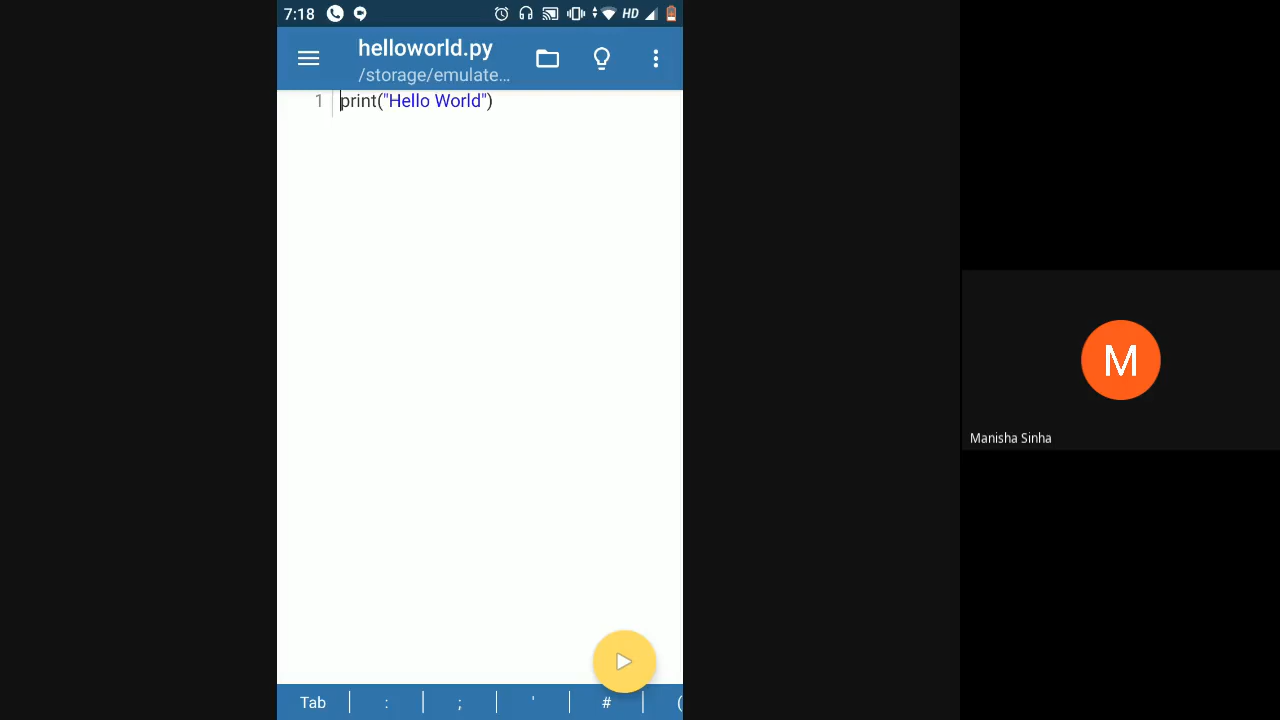 7:18 HD
helloworld.py
/storage/emulate…
1 print("Hello World")
Tab : ; ' # (
M
Manisha Sinha